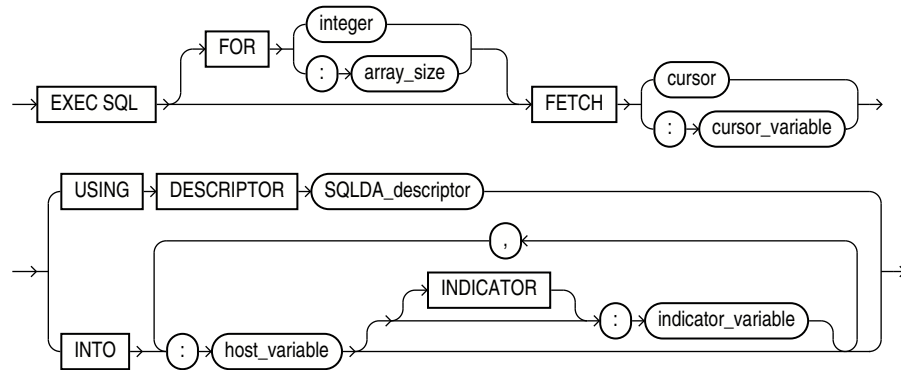 integer
FOR
: array_size
EXEC SQL FETCH cursor
: cursor_variable
USING DESCRIPTOR SQLDA_descriptor
,
INDICATOR
: indicator_variable
INTO : host_variable